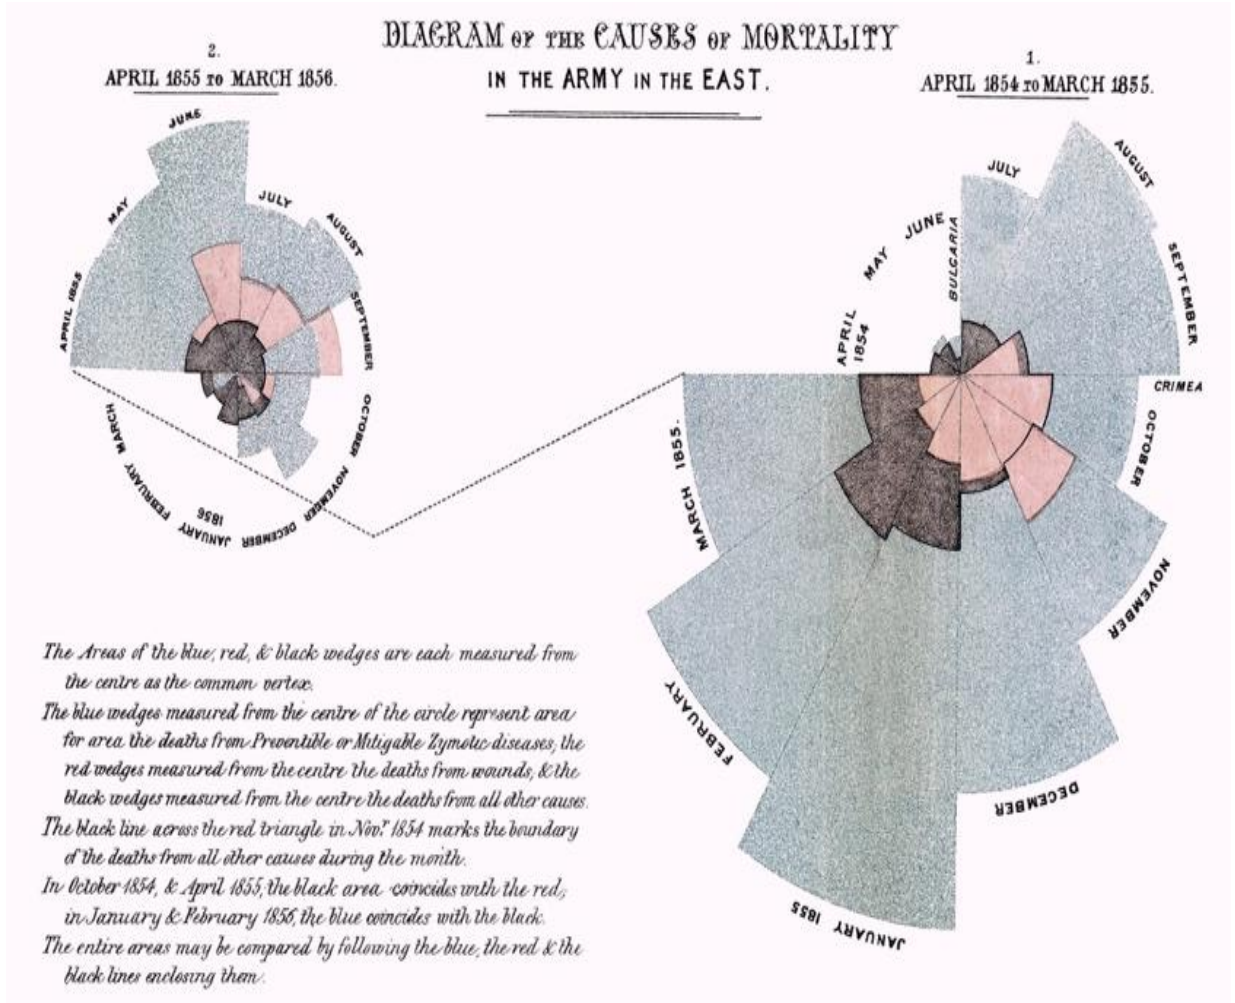 DIAGRAM OF THE CAUSES OF MORTALITY
IN THE ARMY IN THE EAST.
2.
APRIL 1855 TO MARCH 1856.
1.
APRIL 1854 TO MARCH 1855.
APRIL 1855
MAY
JUNE
JULY
AUGUST
SEPTEMBER
OCTOBER
NOVEMBER
DECEMBER
JANUARY
1856
FEBRUARY
MARCH
APRIL
1854
MAY
JUNE
BULGARIA
JULY
AUGUST
SEPTEMBER
CRIMEA
OCTOBER
NOVEMBER
DECEMBER
JANUARY 1855
FEBRUARY
MARCH 1855.
The Areas of the blue, red, & black wedges are each measured from
the centre as the common vertex.
The blue wedges measured from the centre of the circle represent area
for area the deaths from Preventible or Mitigable Zymotic diseases, the
red wedges measured from the centre the deaths from wounds, & the
black wedges measured from the centre the deaths from all other causes.
The black line across the red triangle in Novr. 1854 marks the boundary
of the deaths from all other causes during the month.
In October 1854, & April 1855, the black area coincides with the red,
in January & February 1856, the blue coincides with the black.
The entire areas may be compared by following the blue, the red & the
black lines enclosing them.